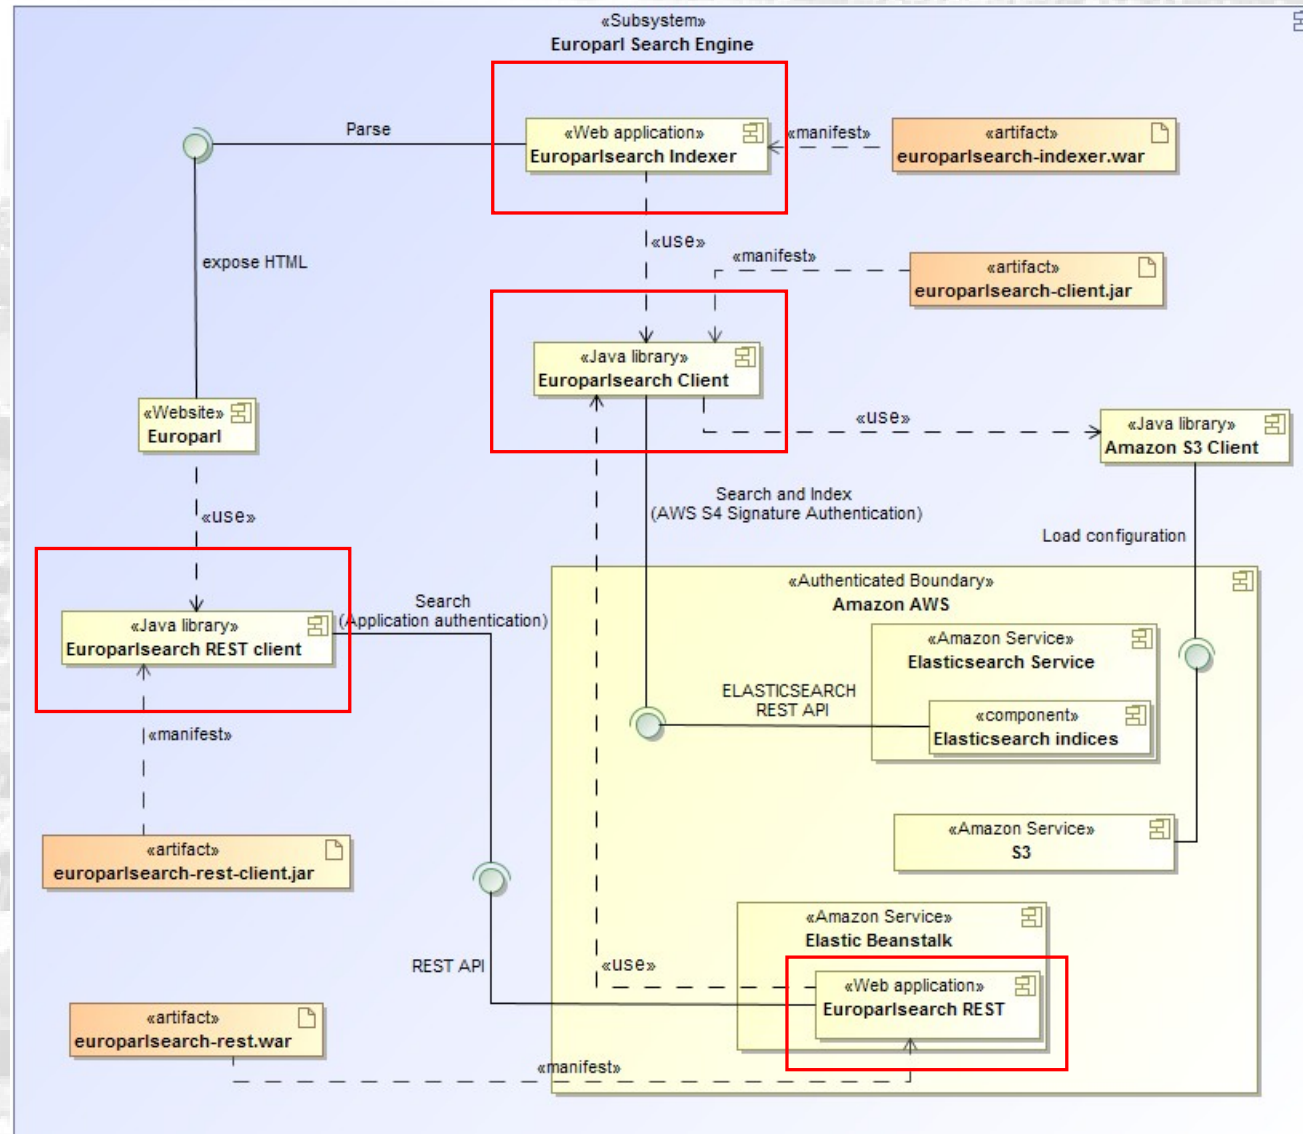 «Subsystem»
Europarl Search Engine
Parse
«Web application»
Europarlsearch Indexer
«manifest»
«artifact»
europarlsearch-indexer.war
expose HTML
«use»
«manifest»
«artifact»
europarlsearch-client.jar
«Java library»
Europarlsearch Client
«Website»
Europarl
«use»
«Java library»
Amazon S3 Client
«use»
Search and Index
(AWS S4 Signature Authentication)
Load configuration
«Java library»
Europarlsearch REST client
Search
(Application authentication)
«Authenticated Boundary»
Amazon AWS
«Amazon Service»
Elasticsearch Service
ELASTICSEARCH
REST API
«component»
Elasticsearch indices
«manifest»
«artifact»
europarlsearch-rest-client.jar
«Amazon Service»
S3
«Amazon Service»
Elastic Beanstalk
REST API
«use»
«Web application»
Europarlsearch REST
«artifact»
europarlsearch-rest.war
«manifest»